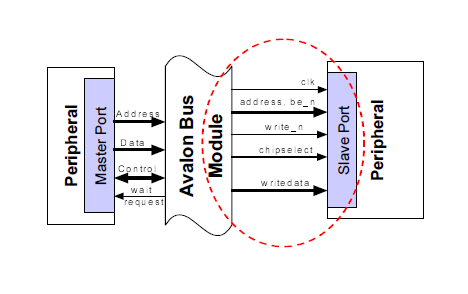 Peripheral
Master Port
Address
Data
Control
wait
request
Avalon Bus
Module
clk
address, be_n
write_n
chipselect
writedata
Slave Port
Peripheral